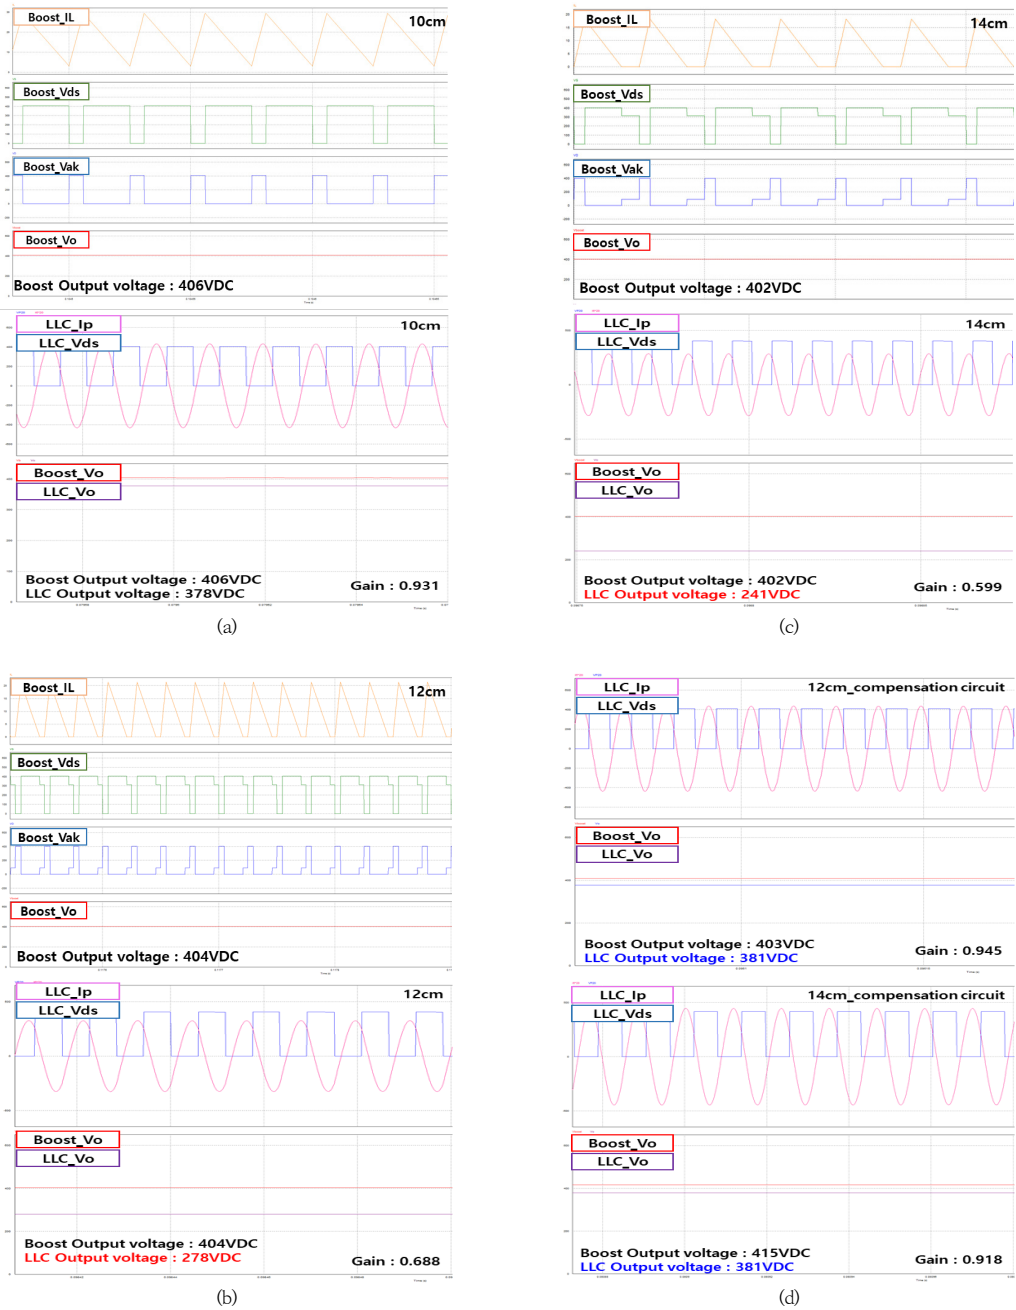 Boost_IL
10cm
Boost_Vds
Boost_Vak
Boost_Vo
Boost Output voltage : 406VDC
LLC_Ip
10cm
LLC_Vds
Boost_Vo
LLC_Vo
Boost Output voltage : 406VDC
LLC Output voltage : 378VDC
Gain : 0.931
(a)
Boost_IL
14cm
Boost_Vds
Boost_Vak
Boost_Vo
Boost Output voltage : 402VDC
LLC_Ip
14cm
LLC_Vds
Boost_Vo
LLC_Vo
Boost Output voltage : 402VDC
LLC Output voltage : 241VDC
Gain : 0.599
(c)
Boost_IL
12cm
Boost_Vds
Boost_Vak
Boost_Vo
Boost Output voltage : 404VDC
LLC_Ip
12cm
LLC_Vds
Boost_Vo
LLC_Vo
Boost Output voltage : 404VDC
LLC Output voltage : 278VDC
Gain : 0.688
(b)
LLC_Ip
12cm_compensation circuit
LLC_Vds
Boost_Vo
LLC_Vo
Boost Output voltage : 403VDC
LLC Output voltage : 381VDC
Gain : 0.945
LLC_Ip
14cm_compensation circuit
LLC_Vds
Boost_Vo
LLC_Vo
Boost Output voltage : 415VDC
LLC Output voltage : 381VDC
Gain : 0.918
(d)